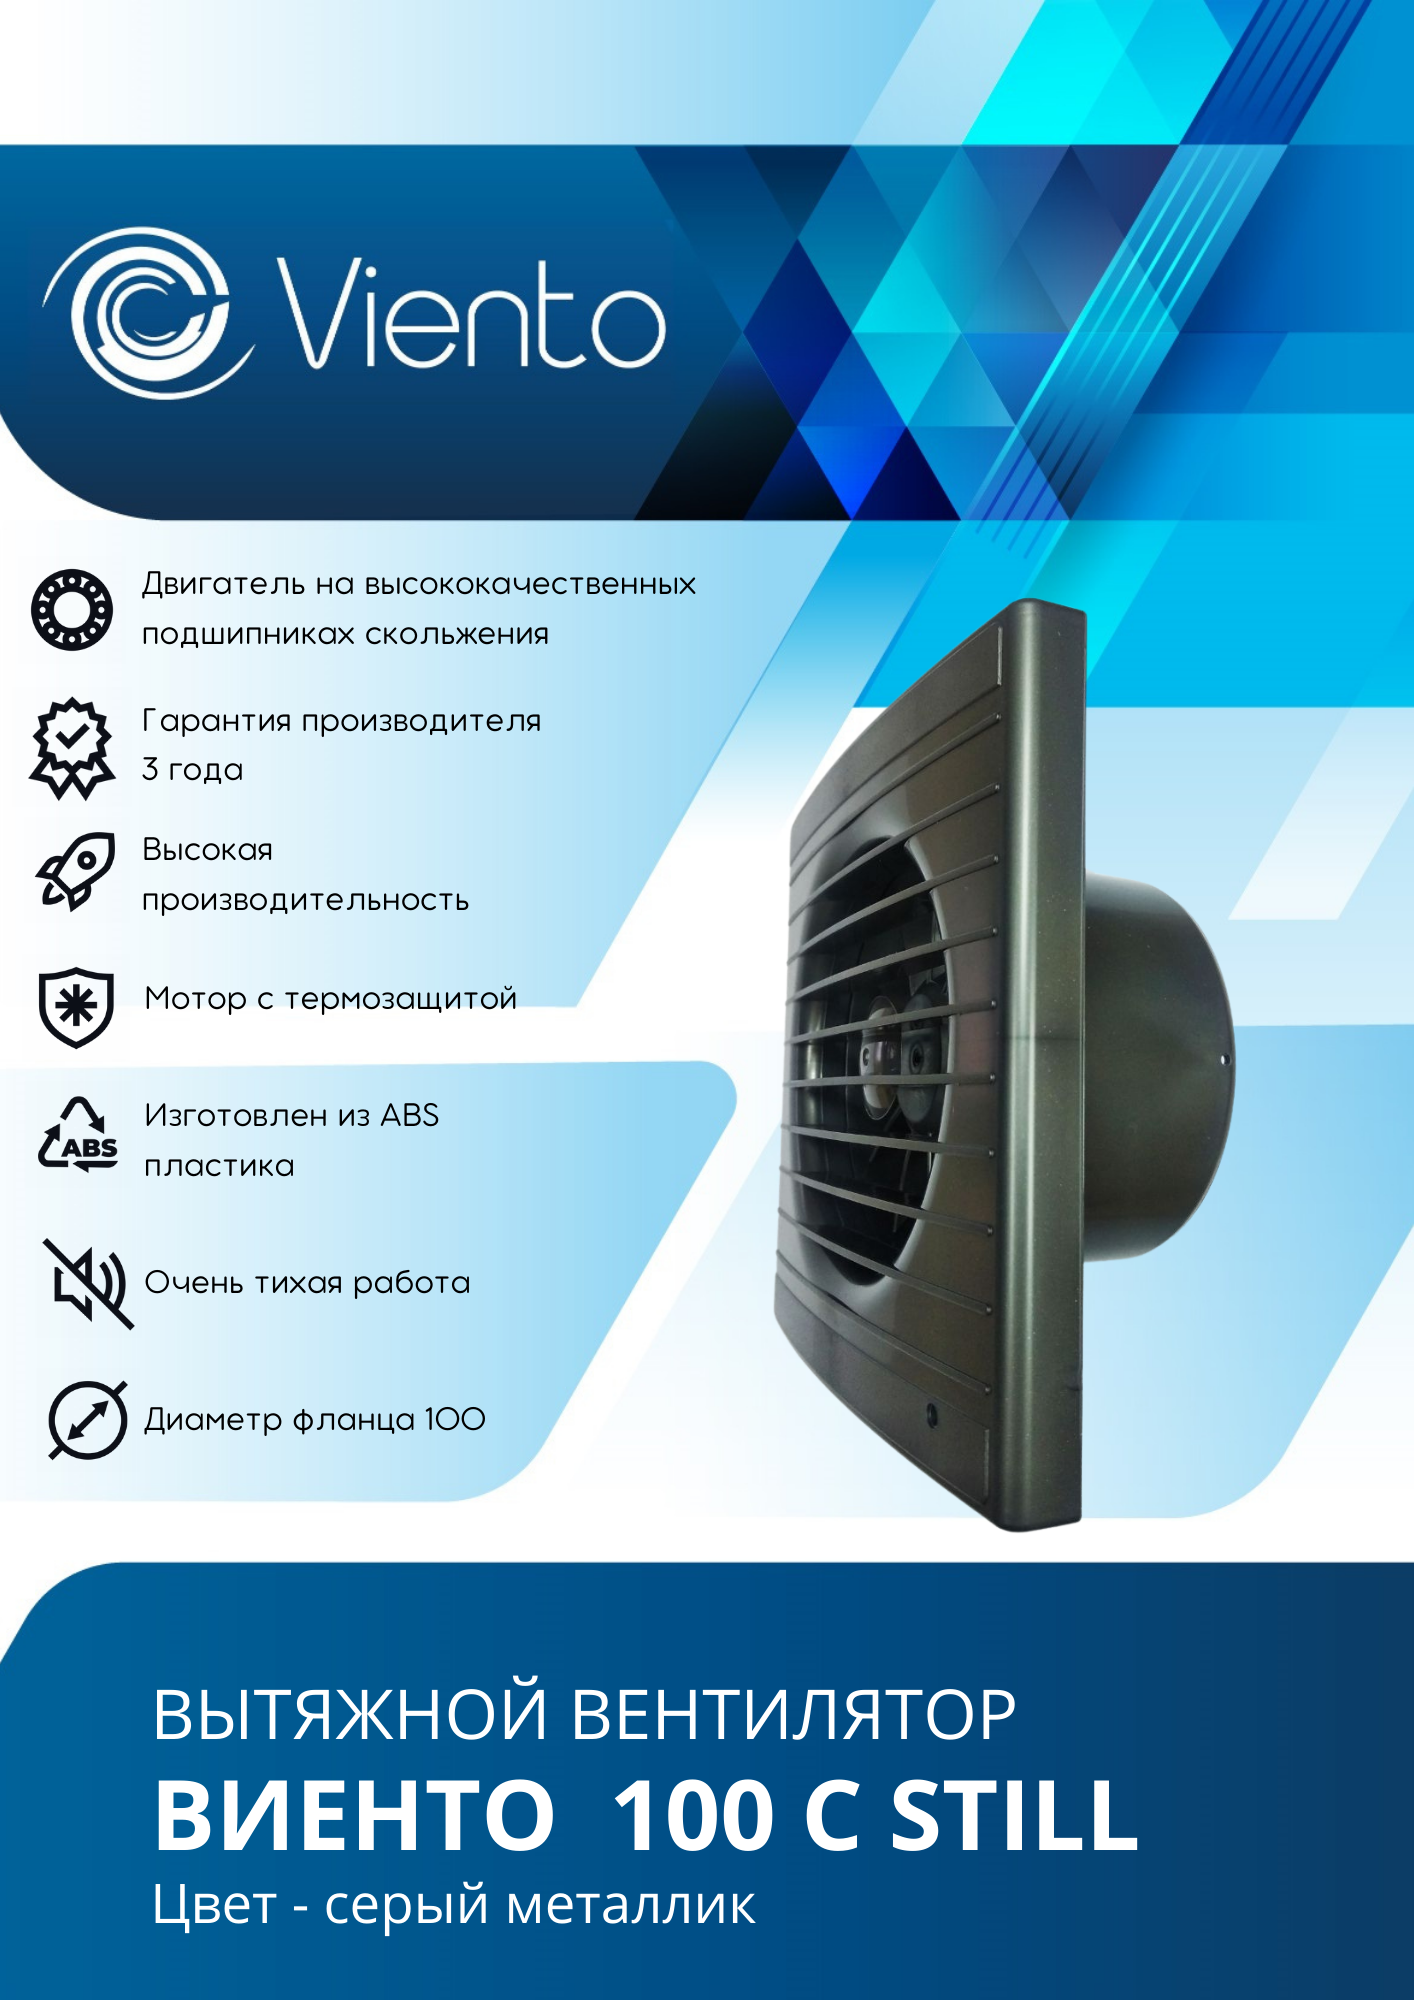 Viento
Двигатель на высококачественных
подшипниках скольжения
Гарантия производителя
3 года
Высокая
производительность
Мотор с термозащитой
Изготовлен из ABS
пластика
ABS
Очень тихая работа
Диаметр фланца 100
ВЫТЯЖНОЙ ВЕНТИЛЯТОР
ВИЕНТО 100 С STILL
Цвет - серый металлик